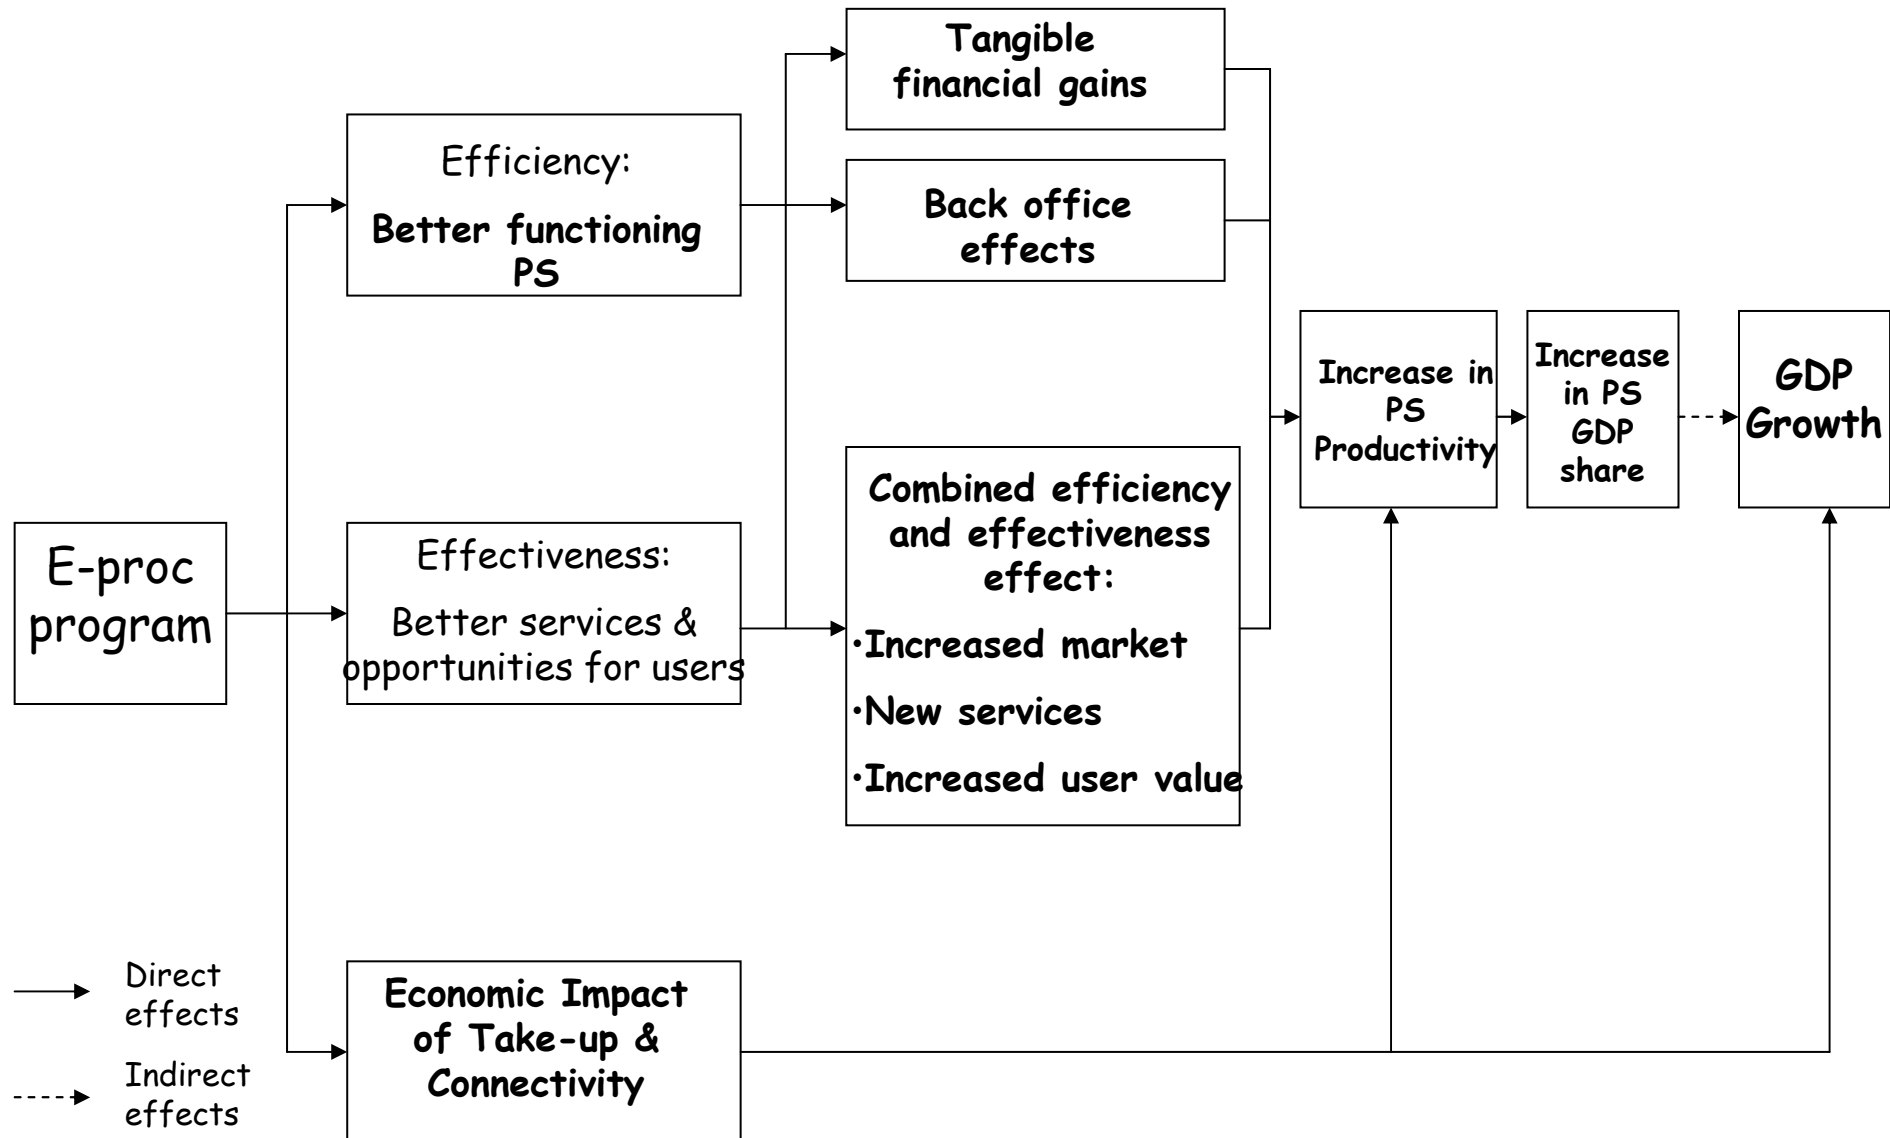 Tangible
financial gains
Efficiency:
Better functioning
PS
Back office
effects
Increase in
PS
Productivity
Increase
in PS
GDP
share
GDP
Growth
E-proc
program
Effectiveness:
Better services &
opportunities for users
Combined efficiency
and effectiveness
effect:
•Increased market
•New services
•Increased user value
Direct
effects
Indirect
effects
Economic Impact
of Take-up &
Connectivity